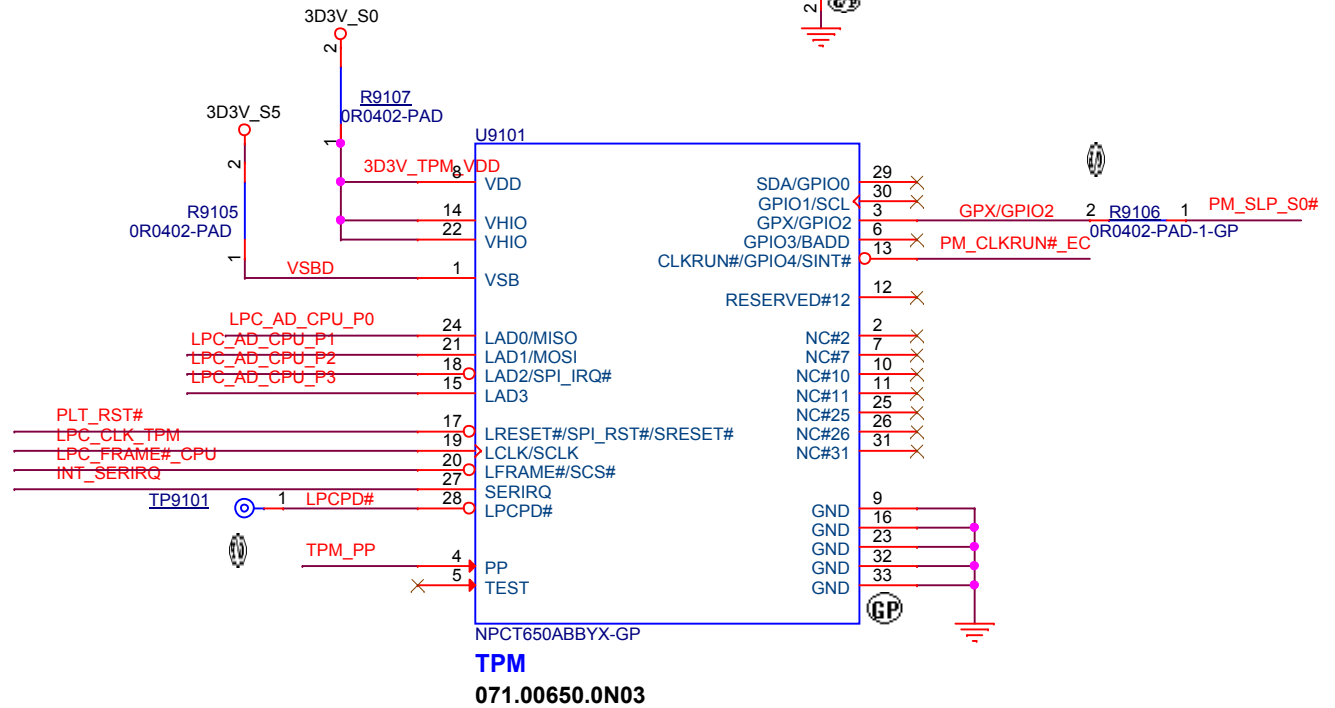 2
GP
3D3V_S0
2
R9107
0R0402-PAD
1
3D3V_S5
2
R9105
0R0402-PAD
1
U9101
3D3V_TPM_VDD
8 VDD
14 VHIO
22 VHIO
VSBD 1 VSB
LPC_AD_CPU_P0 24 LAD0/MISO
LPC_AD_CPU_P1 21 LAD1/MOSI
LPC_AD_CPU_P2 18 LAD2/SPI_IRQ#
LPC_AD_CPU_P3 15 LAD3
PLT_RST# 17 LRESET#/SPI_RST#/SRESET#
LPC_CLK_TPM 19 LCLK/SCLK
LPC_FRAME#_CPU 20 LFRAME#/SCS#
INT_SERIRQ 27 SERIRQ
TP9101 1 LPCPD# 28 LPCPD#
TPM_PP 4 PP
5 TEST
SDA/GPIO0 29
GPIO1/SCL 30
GPX/GPIO2 3 GPX/GPIO2 2 R9106 1 PM_SLP_S0#
0R0402-PAD-1-GP
GPIO3/BADD 6
CLKRUN#/GPIO4/SINT# 13 PM_CLKRUN#_EC
RESERVED#12 12
NC#2 2
NC#7 7
NC#10 10
NC#11 11
NC#25 25
NC#26 26
NC#31 31
GND 9
GND 16
GND 23
GND 32
GND 33
GP
NPCT650ABBYX-GP
TPM
071.00650.0N03